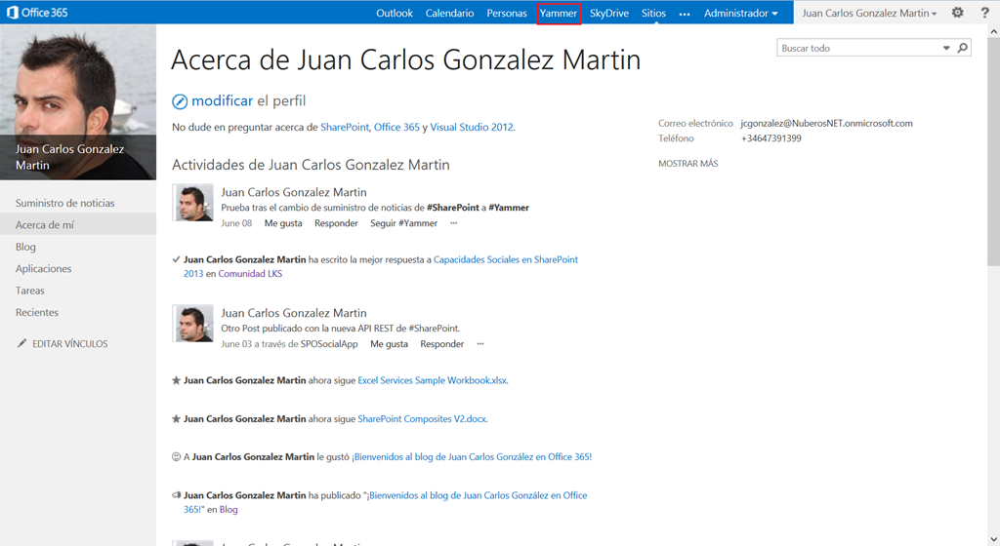 Office 365
Outlook Calendario Personas Yammer SkyDrive Sitios ••• Administrador Juan Carlos Gonzalez Martin ?
Juan Carlos Gonzalez
Martin
Suministro de noticias
Acerca de mí
Blog
Aplicaciones
Tareas
Recientes
EDITAR VÍNCULOS
Acerca de Juan Carlos Gonzalez Martin
Buscar todo
modificar el perfil
No dude en preguntar acerca de SharePoint, Office 365 y Visual Studio 2012.
Correo electrónico jcgonzalez@NuberosNET.onmicrosoft.com
Teléfono +34647391399
MOSTRAR MÁS
Actividades de Juan Carlos Gonzalez Martin
Juan Carlos Gonzalez Martin
Prueba tras el cambio de suministro de noticias de #SharePoint a #Yammer
June 08 Me gusta Responder Seguir #Yammer •••
Juan Carlos Gonzalez Martin ha escrito la mejor respuesta a Capacidades Sociales en SharePoint
2013 en Comunidad LKS
Juan Carlos Gonzalez Martin
Otro Post publicado con la nueva API REST de #SharePoint.
June 03 a través de SPOSocialApp Me gusta Responder •••
Juan Carlos Gonzalez Martin ahora sigue Excel Services Sample Workbook.xlsx.
Juan Carlos Gonzalez Martin ahora sigue SharePoint Composites V2.docx.
A Juan Carlos Gonzalez Martin le gustó ¡Bienvenidos al blog de Juan Carlos González en Office 365!
Juan Carlos Gonzalez Martin ha publicado "¡Bienvenidos al blog de Juan Carlos González en Office
365!" en Blog